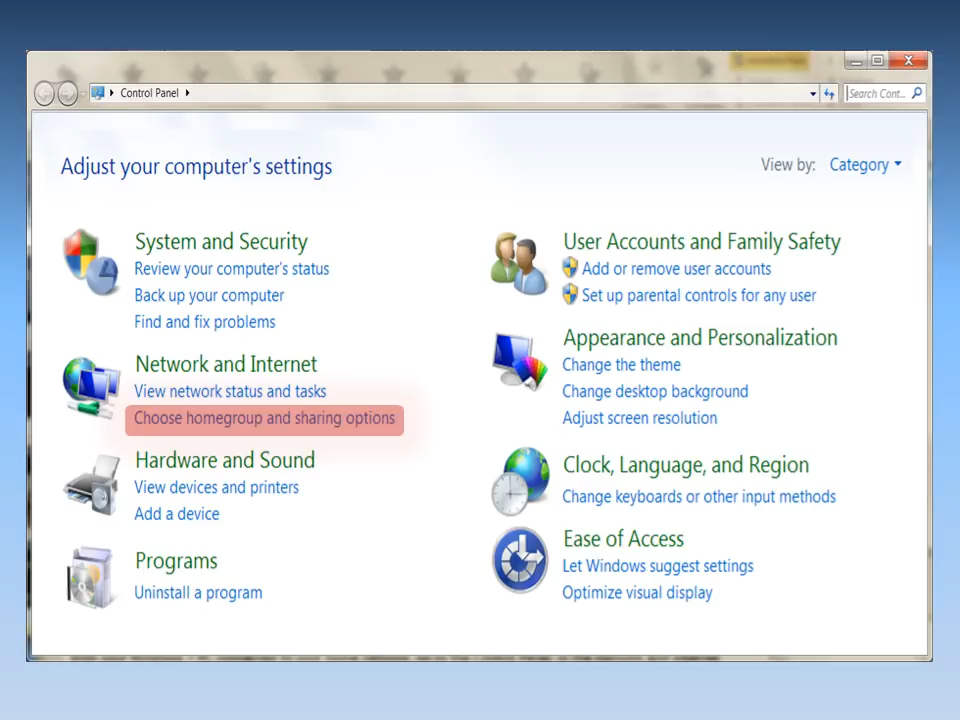 Control Panel
Search Cont...
Adjust your computer's settings
View by: Category
System and Security
Review your computer's status
Back up your computer
Find and fix problems
Network and Internet
View network status and tasks
Choose homegroup and sharing options
Hardware and Sound
View devices and printers
Add a device
Programs
Uninstall a program
User Accounts and Family Safety
Add or remove user accounts
Set up parental controls for any user
Appearance and Personalization
Change the theme
Change desktop background
Adjust screen resolution
Clock, Language, and Region
Change keyboards or other input methods
Ease of Access
Let Windows suggest settings
Optimize visual display